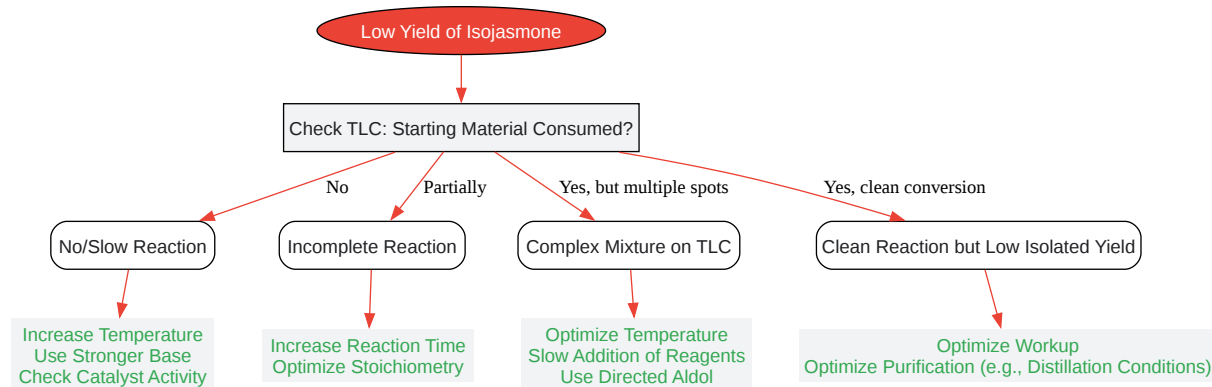 Low Yield of Isojasmone
Check TLC: Starting Material Consumed?
No
Partially
Yes, but multiple spots
Yes, clean conversion
No/Slow Reaction
Incomplete Reaction
Complex Mixture on TLC
Clean Reaction but Low Isolated Yield
Increase Temperature
Use Stronger Base
Check Catalyst Activity
Increase Reaction Time
Optimize Stoichiometry
Optimize Temperature
Slow Addition of Reagents
Use Directed Aldol
Optimize Workup
Optimize Purification (e.g., Distillation Conditions)